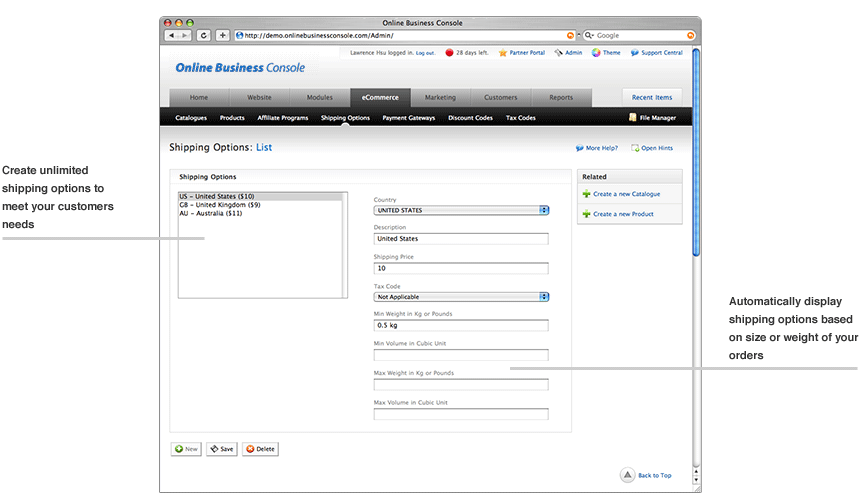 Online Business Console
http://demo.onlinebusinessconsole.com/Admin/
Google
Lawrence Hsu logged in. Log out.
28 days left.
Partner Portal
Admin
Theme
Support Central
Online Business Console
Home
Website
Modules
eCommerce
Marketing
Customers
Reports
Recent Items
Catalogues
Products
Affiliate Programs
Shipping Options
Payment Gateways
Discount Codes
Tax Codes
File Manager
Shipping Options: List
More Help?
Open Hints
Create unlimited
shipping options to
meet your customers
needs
Shipping Options
US - United States ($10)
GB - United Kingdom ($9)
AU - Australia ($11)
Country
UNITED STATES
Description
United States
Shipping Price
10
Tax Code
Not Applicable
Min Weight in Kg or Pounds
0.5 kg
Min Volume in Cubic Unit
Max Weight in Kg or Pounds
Max Volume in Cubic Unit
Related
Create a new Catalogue
Create a new Product
Automatically display
shipping options based
on size or weight of your
orders
New
Save
Delete
Back to Top